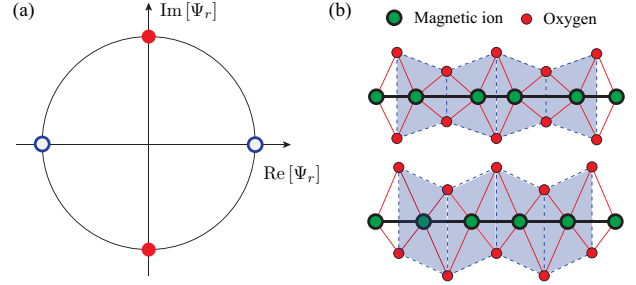 (a)
Im [Ψ_r]
Re [Ψ_r]
(b)
Magnetic ion
Oxygen